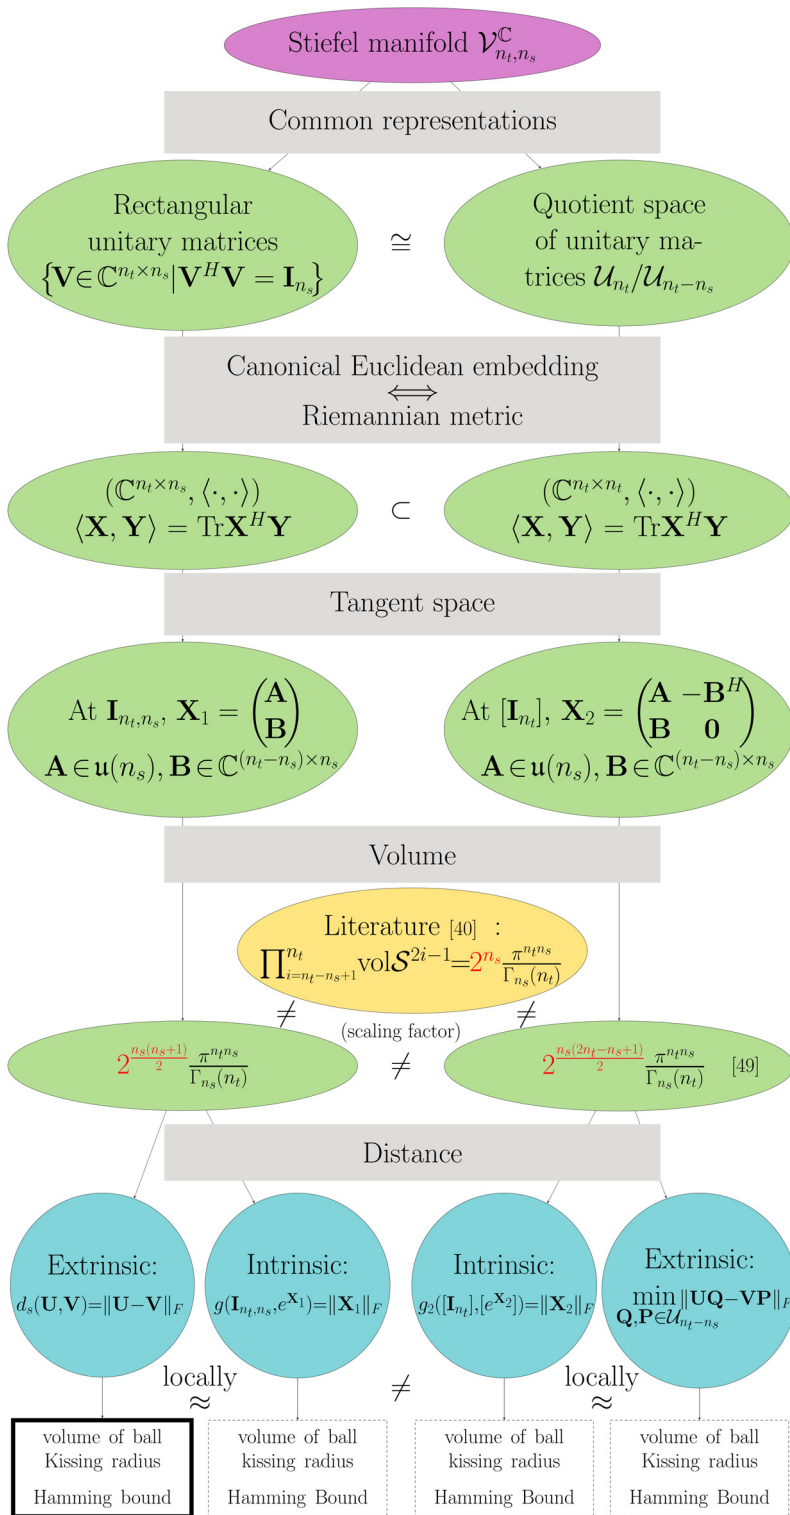 Stiefel manifold 𝒱^ℂ_{n_t,n_s}
Common representations
Rectangular
unitary matrices
{𝐕∈ℂ^{n_t×n_s}|𝐕^H𝐕 = 𝐈_{n_s}}
≅
Quotient space
of unitary ma-
trices 𝒰_{n_t}/𝒰_{n_t−n_s}
Canonical Euclidean embedding
⟺
Riemannian metric
(ℂ^{n_t×n_s}, ⟨·, ·⟩)
⟨𝐗, 𝐘⟩ = Tr𝐗^H𝐘
⊂
(ℂ^{n_t×n_t}, ⟨·, ·⟩)
⟨𝐗, 𝐘⟩ = Tr𝐗^H𝐘
Tangent space
At 𝐈_{n_t,n_s}, 𝐗_1 = (𝐀 ; 𝐁)
𝐀∈𝔲(n_s), 𝐁∈ℂ^{(n_t−n_s)×n_s}
At [𝐈_{n_t}], 𝐗_2 = (𝐀 −𝐁^H ; 𝐁 𝟎)
𝐀∈𝔲(n_s), 𝐁∈ℂ^{(n_t−n_s)×n_s}
Volume
Literature [40] :
∏_{i=n_t−n_s+1}^{n_t} vol𝒮^{2i−1}=2^{n_s} π^{n_t n_s}/Γ_{n_s}(n_t)
≠
(scaling factor)
≠
2^{n_s(n_s+1)/2} π^{n_t n_s}/Γ_{n_s}(n_t)
≠
2^{n_s(2n_t−n_s+1)/2} π^{n_t n_s}/Γ_{n_s}(n_t) [49]
Distance
Extrinsic:
d_s(𝐔,𝐕)=‖𝐔−𝐕‖_F
Intrinsic:
g(𝐈_{n_t,n_s},e^{𝐗_1})=‖𝐗_1‖_F
Intrinsic:
g_2([𝐈_{n_t}],[e^{𝐗_2}])=‖𝐗_2‖_F
Extrinsic:
min_{𝐐,𝐏∈𝒰_{n_t−n_s}} ‖𝐔𝐐−𝐕𝐏‖_F
locally
≈
≠
locally
≈
volume of ball
Kissing radius
Hamming bound
volume of ball
kissing radius
Hamming Bound
volume of ball
kissing radius
Hamming Bound
volume of ball
Kissing radius
Hamming Bound